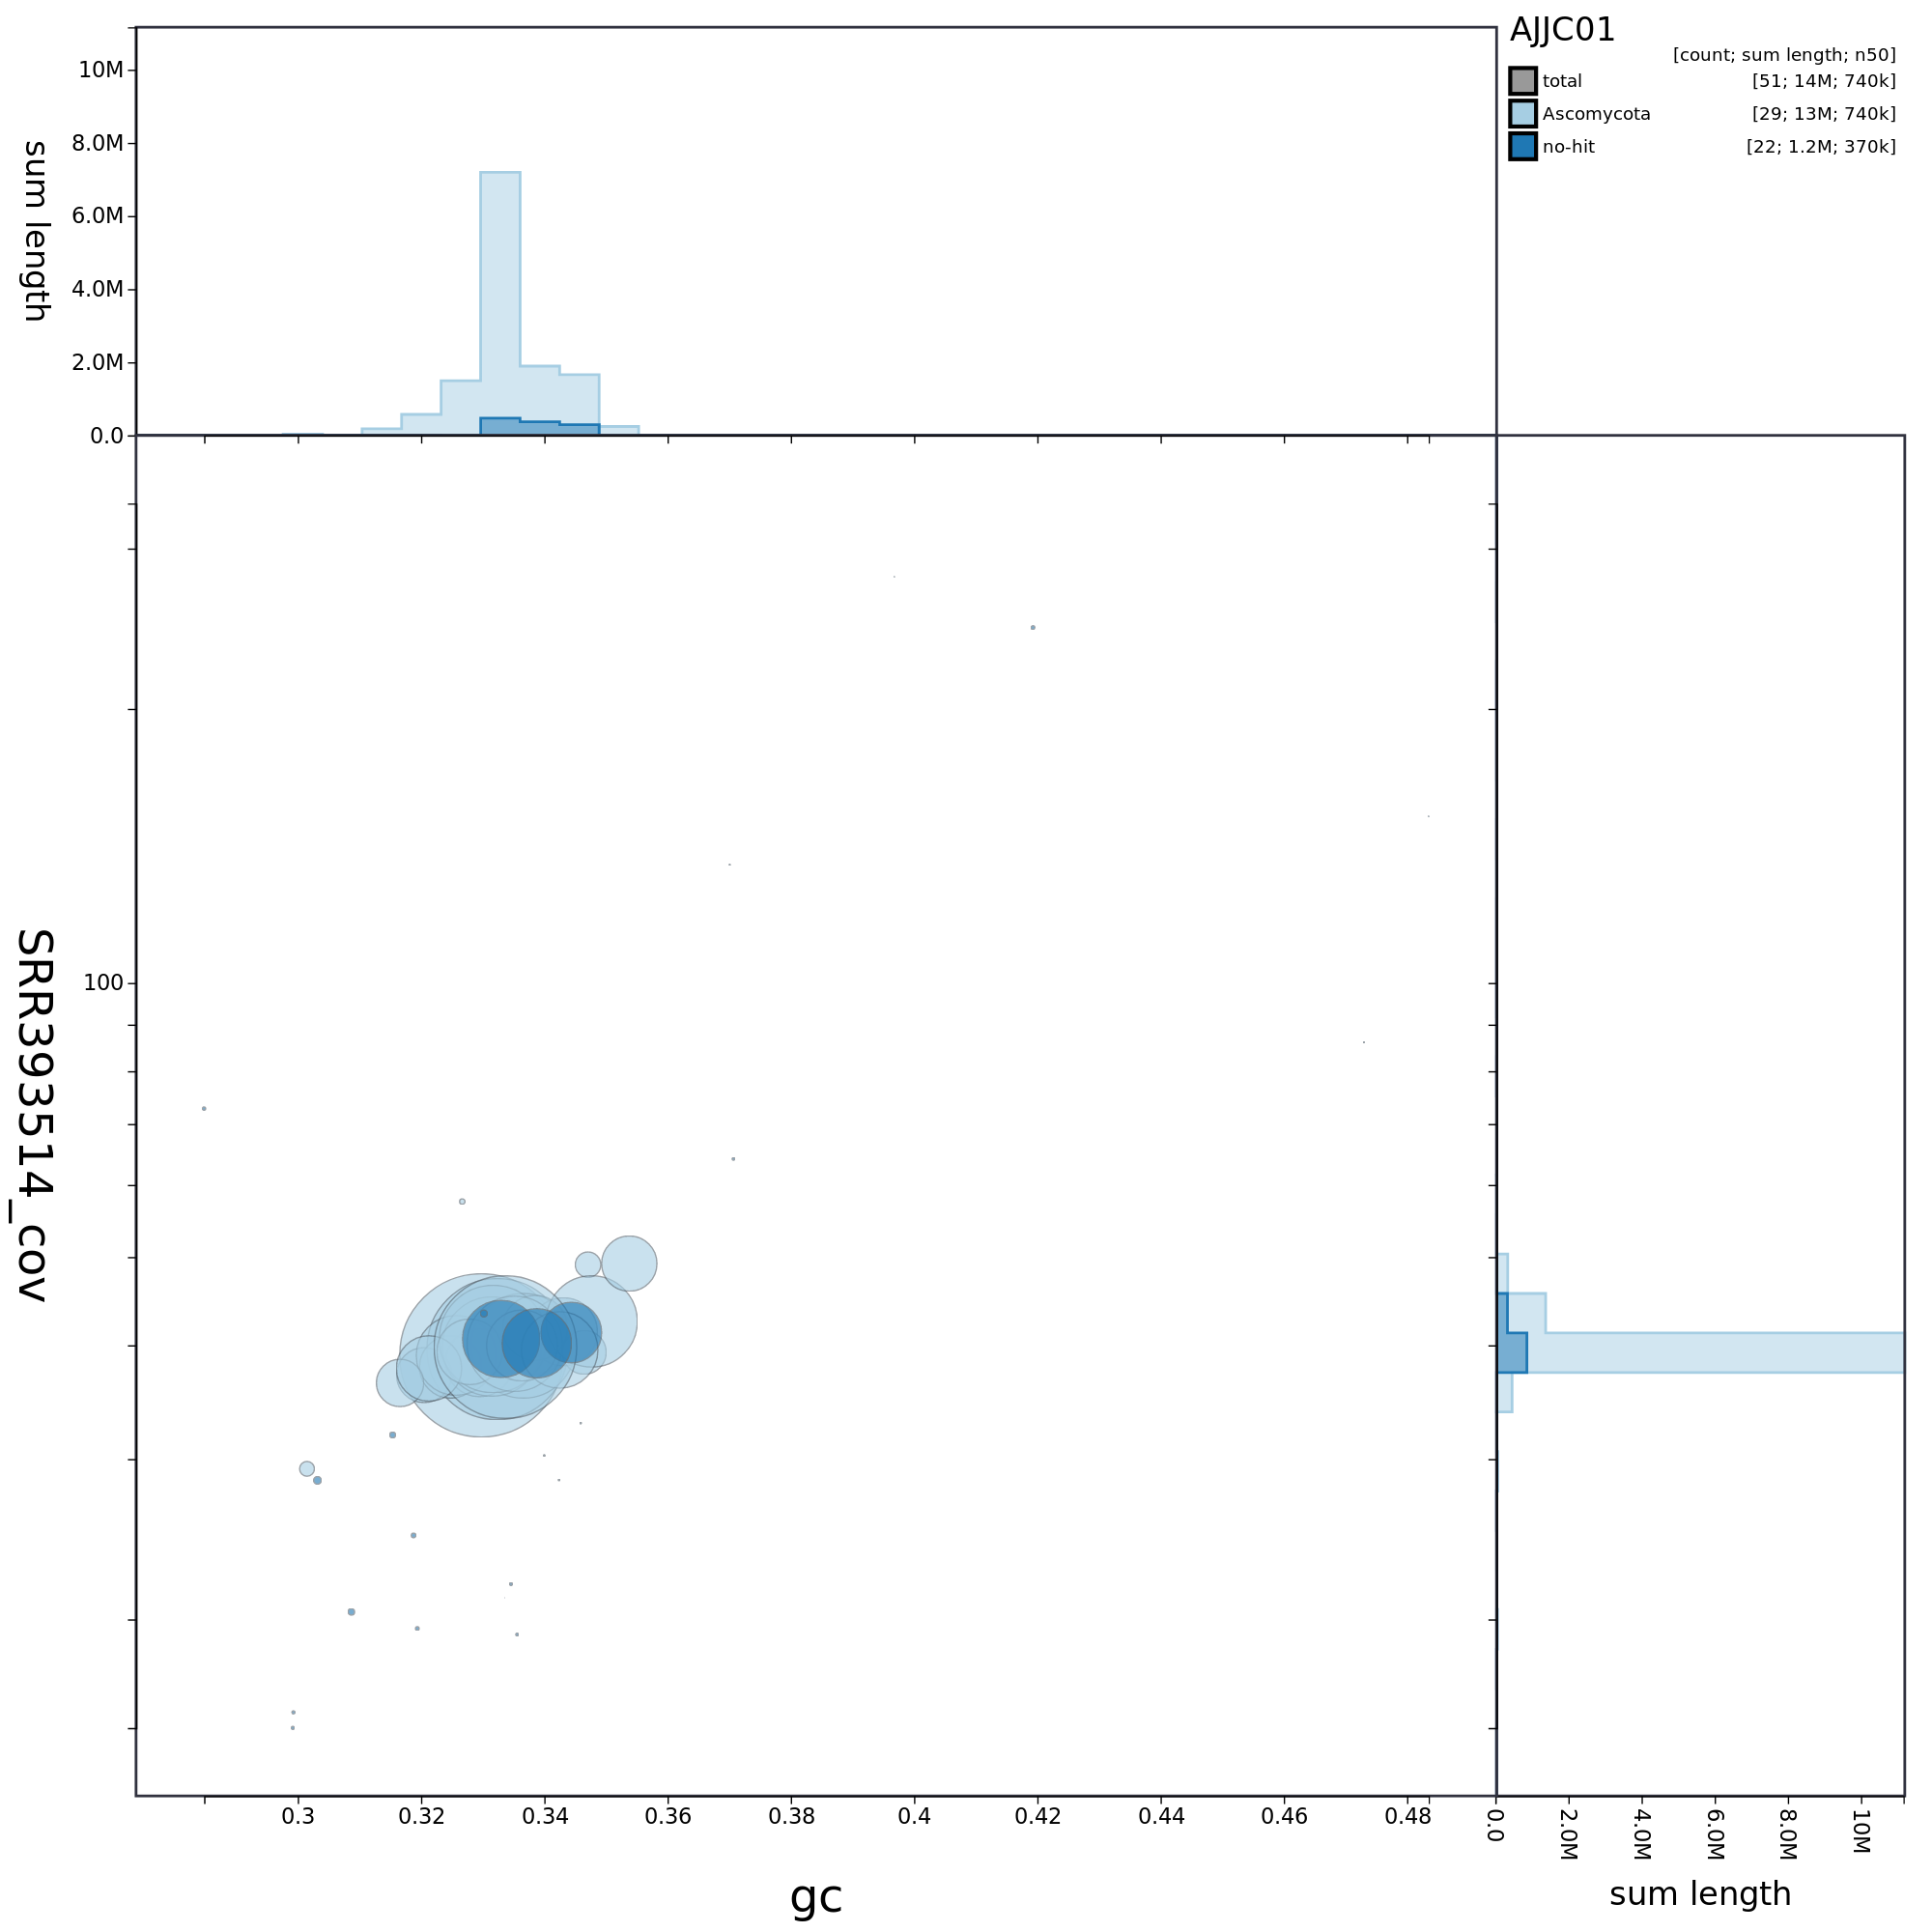 AJJC01
[count; sum length; n50]
total [51; 14M; 740k]
Ascomycota [29; 13M; 740k]
no-hit [22; 1.2M; 370k]
sum length
10M
8.0M
6.0M
4.0M
2.0M
0.0
SRR393514_cov
100
0.3 0.32 0.34 0.36 0.38 0.4 0.42 0.44 0.46 0.48
gc
0.0 2.0M 4.0M 6.0M 8.0M 10M
sum length